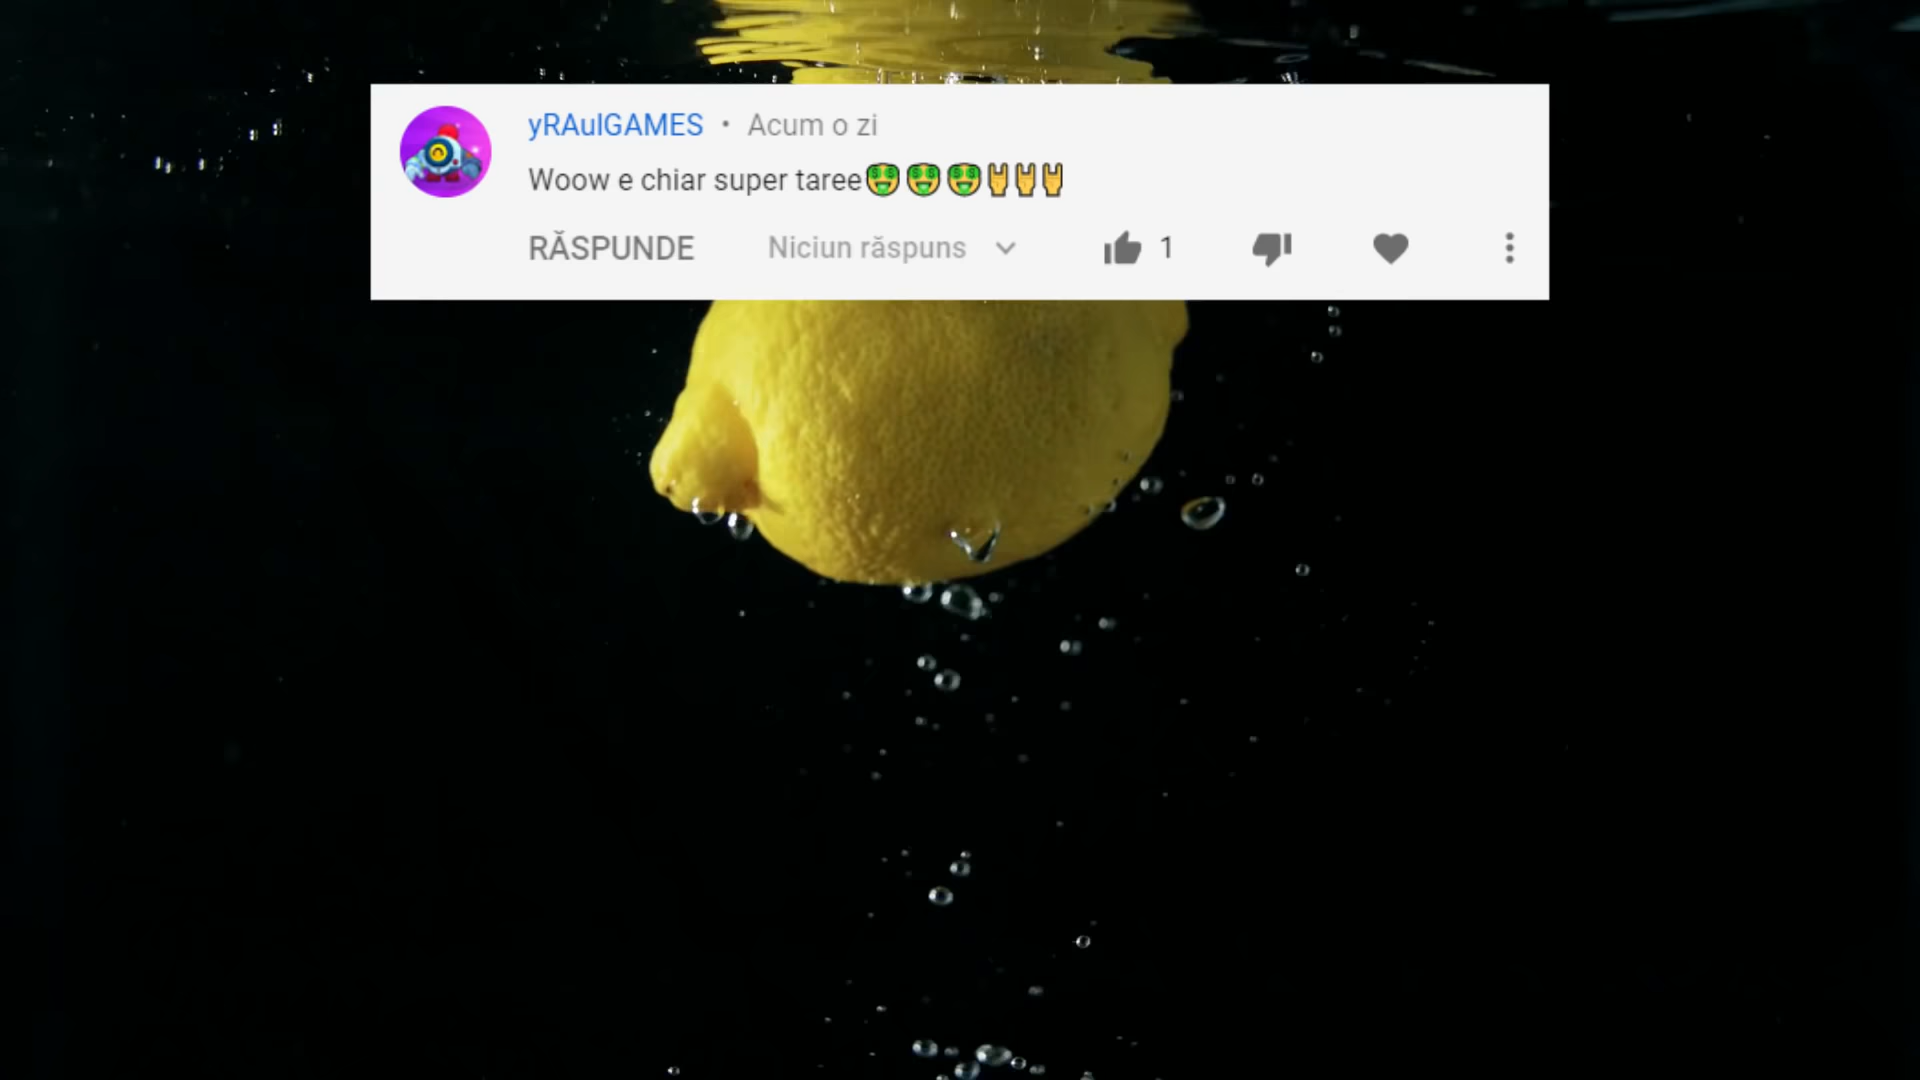 yRAulGAMES • Acum o zi
Woow e chiar super taree🤑🤑🤑🤘🤘🤘
RĂSPUNDE Niciun răspuns 1